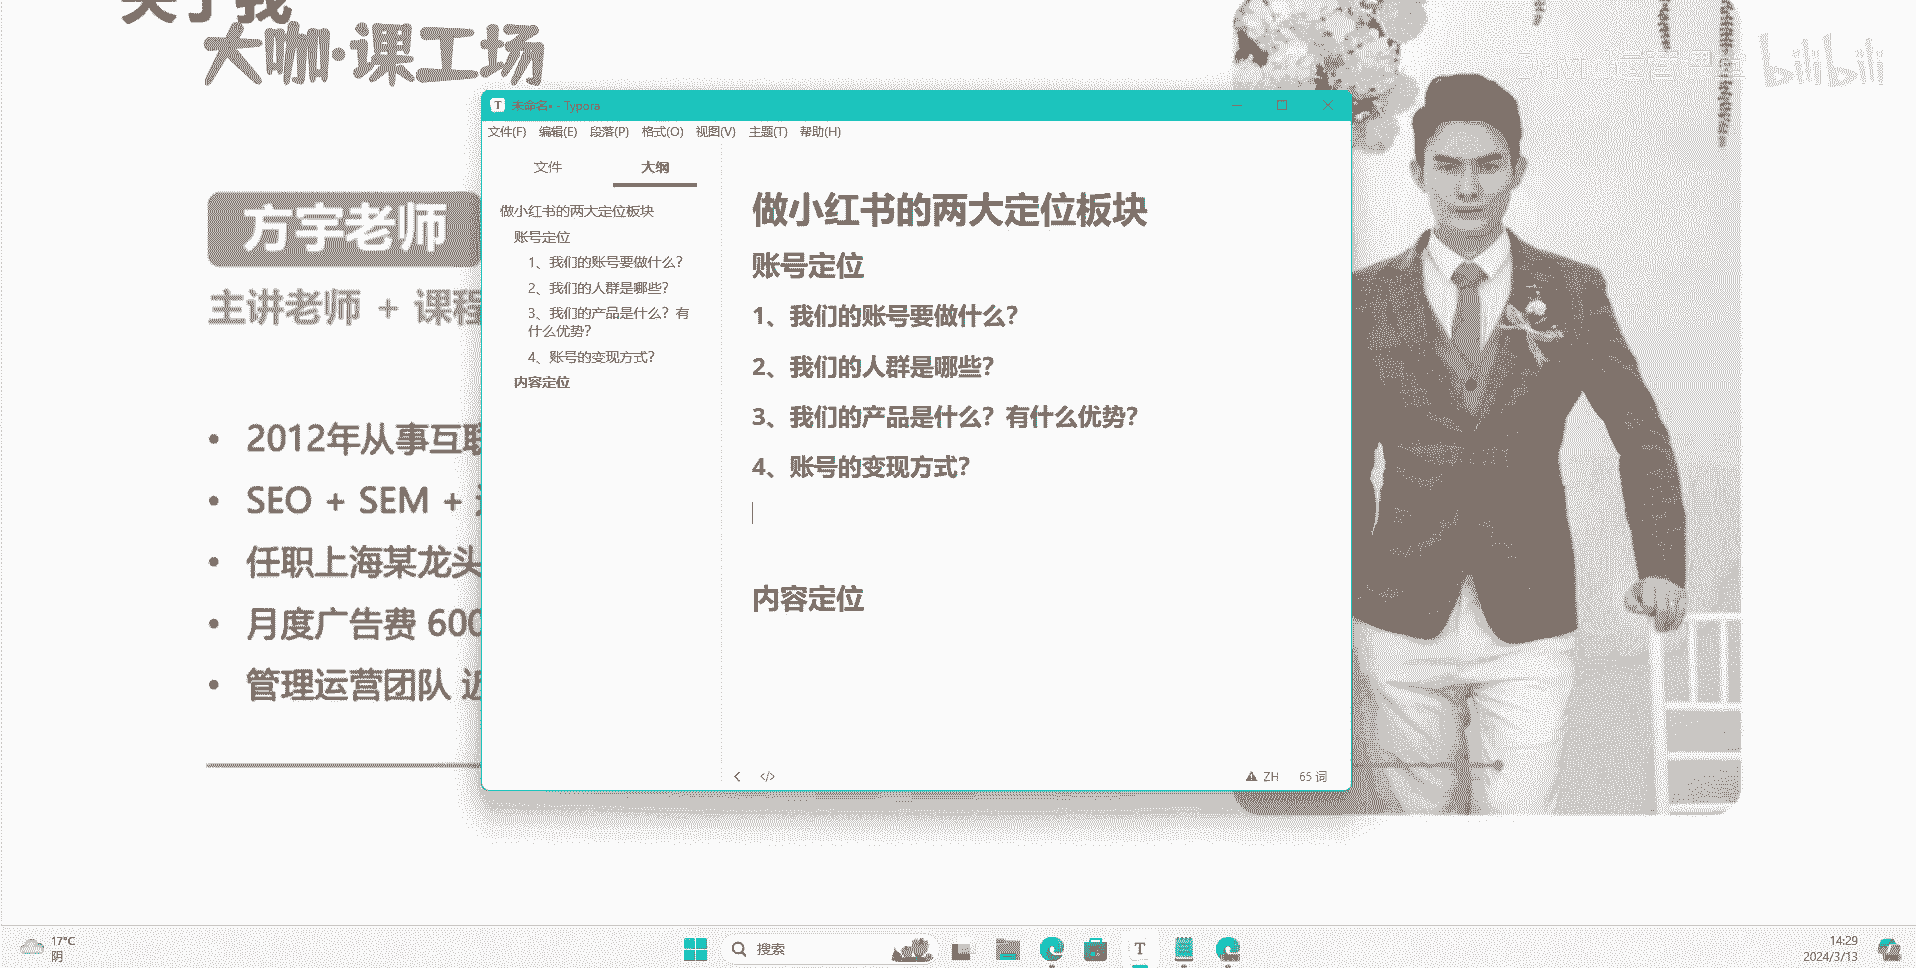 大咖·课工场
bilibili
未命名• - Typora
文件(F) 编辑(E) 段落(P) 格式(O) 视图(V) 主题(T) 帮助(H)
文件 大纲
做小红书的两大定位板块
账号定位
1、我们的账号要做什么？
2、我们的人群是哪些？
3、我们的产品是什么？有
什么优势？
4、账号的变现方式？
内容定位
做小红书的两大定位板块
账号定位
1、我们的账号要做什么？
2、我们的人群是哪些？
3、我们的产品是什么？有什么优势？
4、账号的变现方式？
内容定位
ZH 65 词
方宇老师
主讲老师 + 课程
2012年从事互联
SEO + SEM +
任职上海某龙头
月度广告费 600
管理运营团队 近
17°C
阴
搜索
14:29
2024/3/13